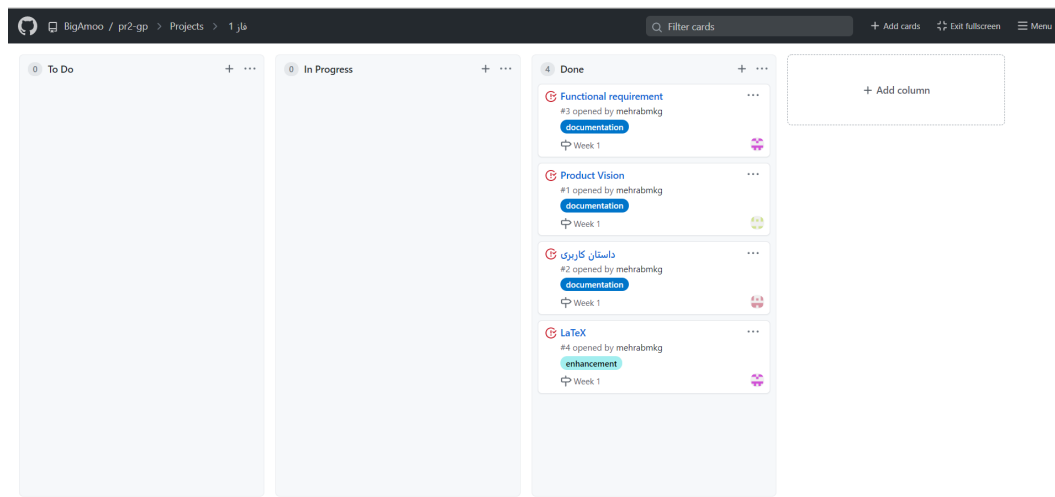 BigAmoo / pr2-gp > Projects > فاز 1
Filter cards
+ Add cards
Exit fullscreen
Menu
0 To Do
0 In Progress
4 Done
Functional requirement
#3 opened by mehrabmkg
documentation
Week 1
Product Vision
#1 opened by mehrabmkg
documentation
Week 1
داستان کاربری
#2 opened by mehrabmkg
documentation
Week 1
LaTeX
#4 opened by mehrabmkg
enhancement
Week 1
+ Add column